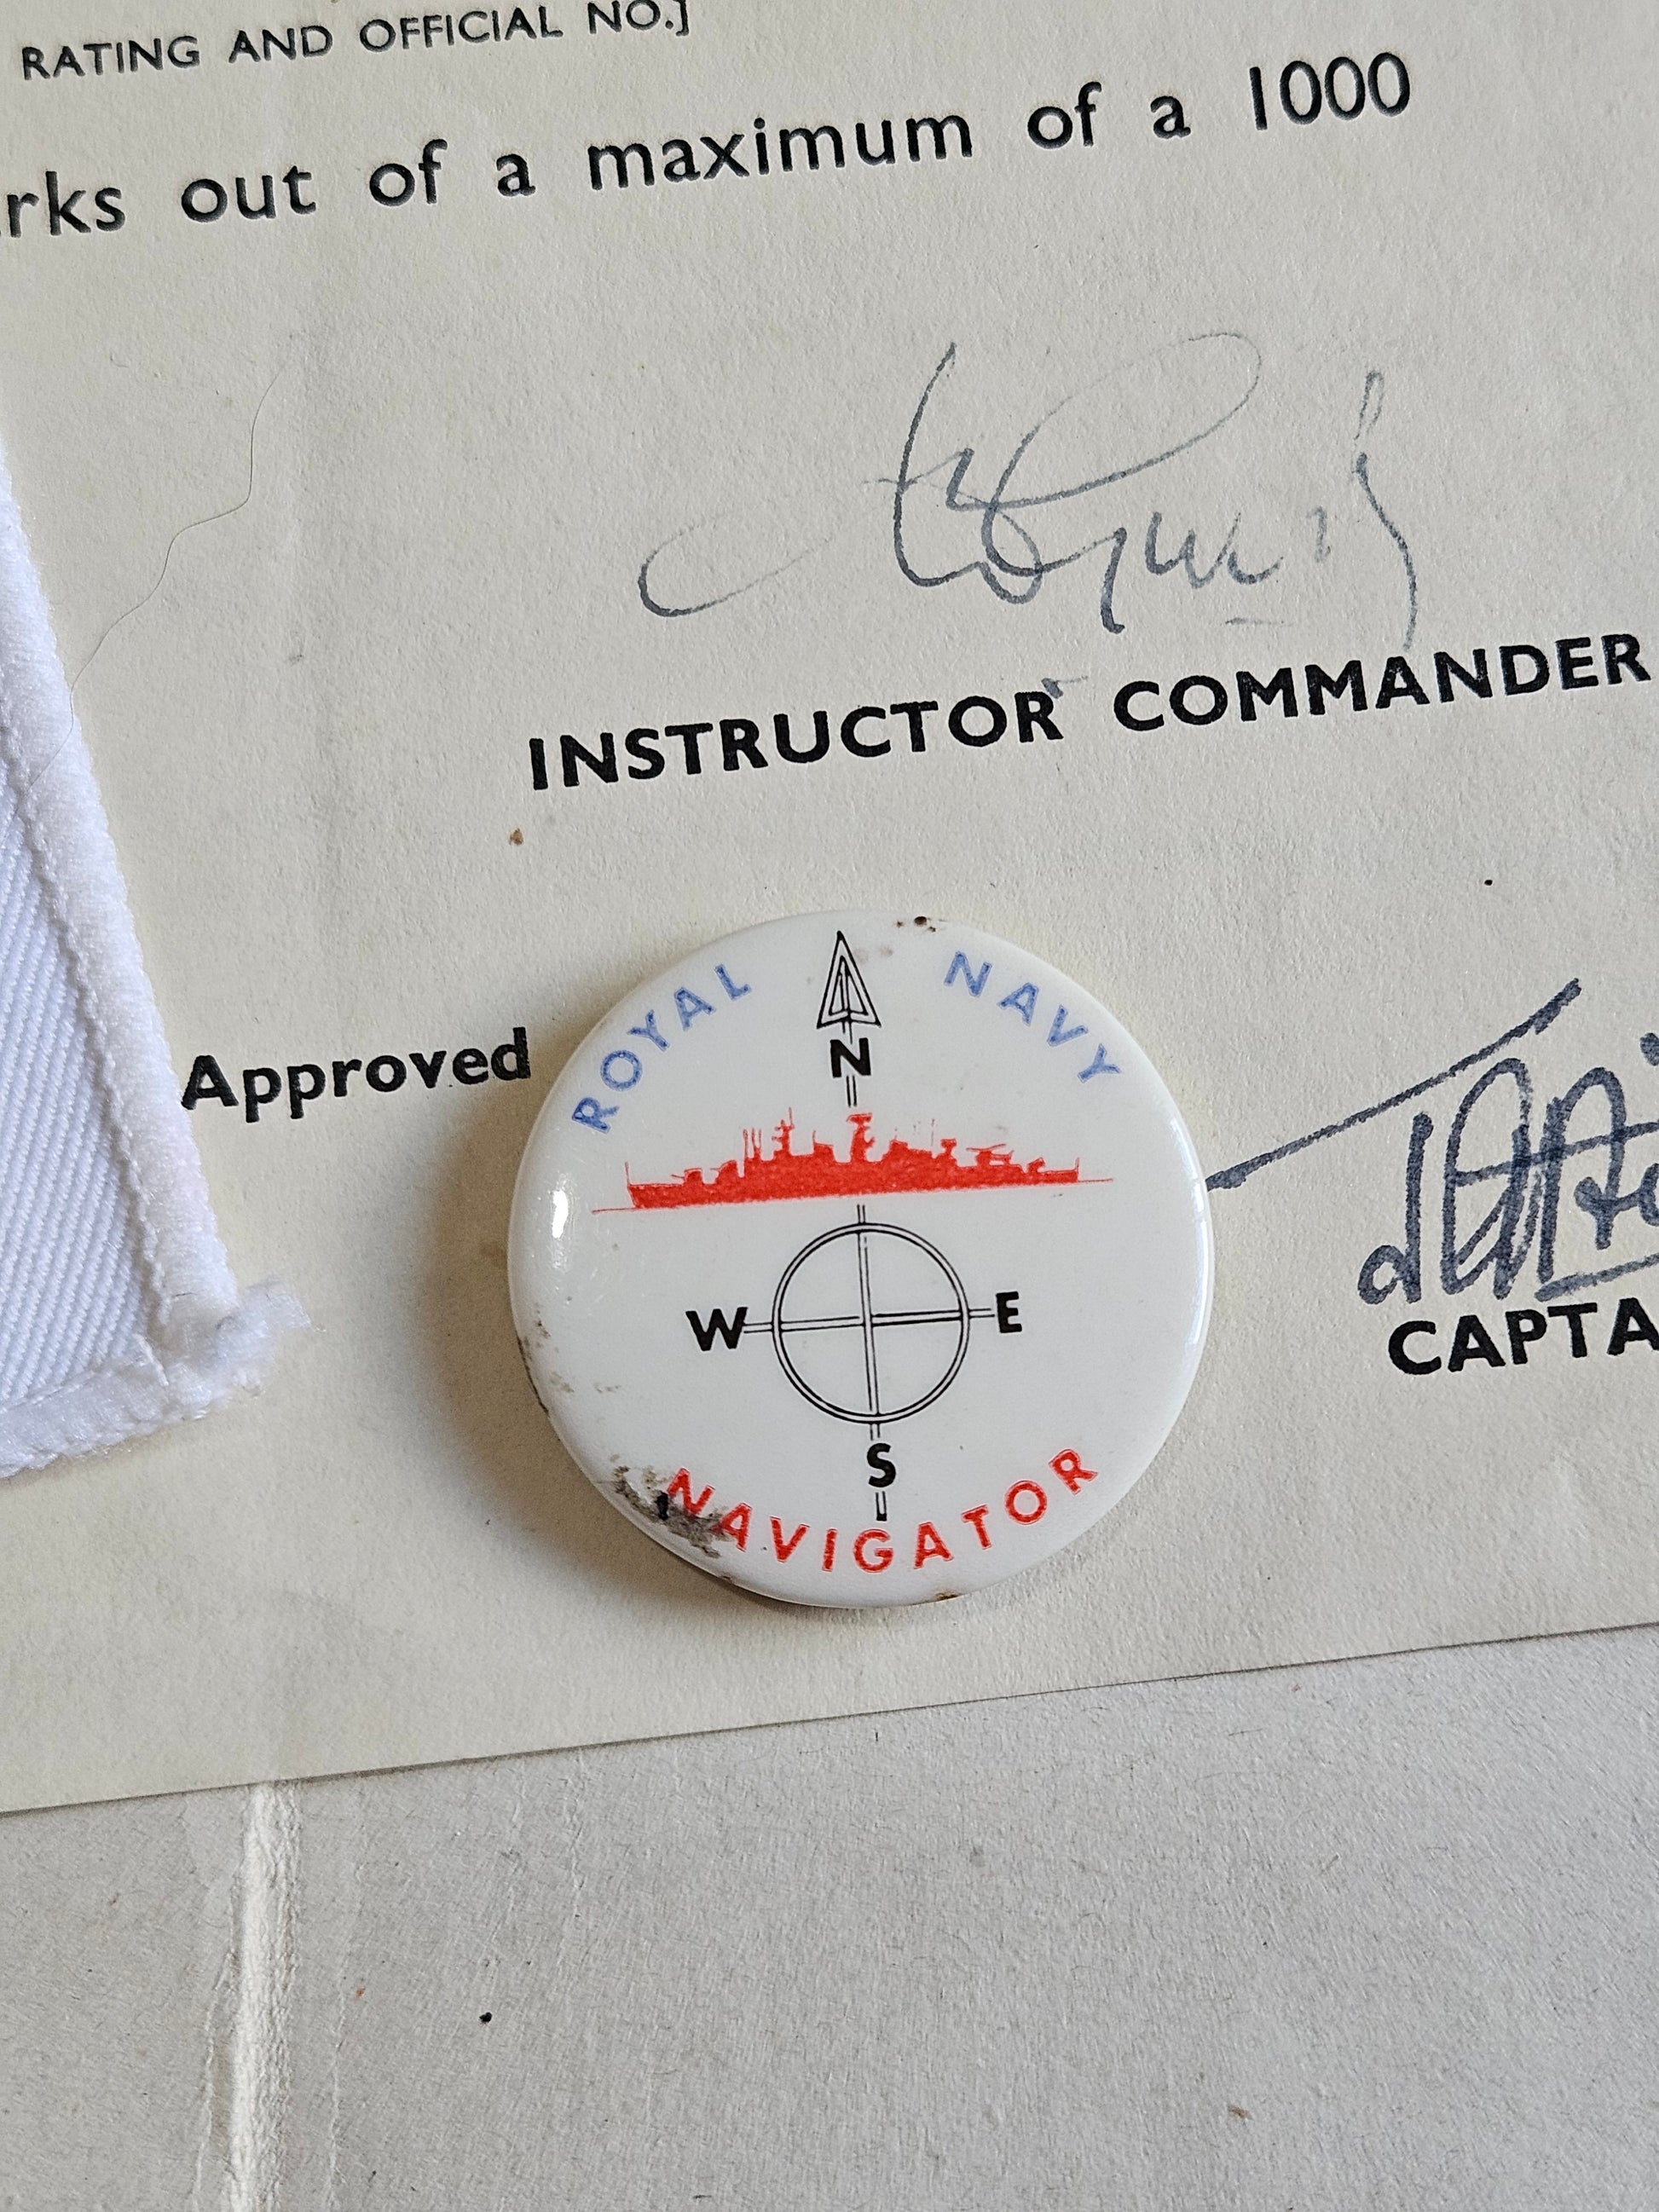 RATING AND OFFICIAL NO.]
rks out of a maximum of a 1000
INSTRUCTOR COMMANDER
Approved
ROYAL NAVY
N
W E
S
NAVIGATOR
CAPTA